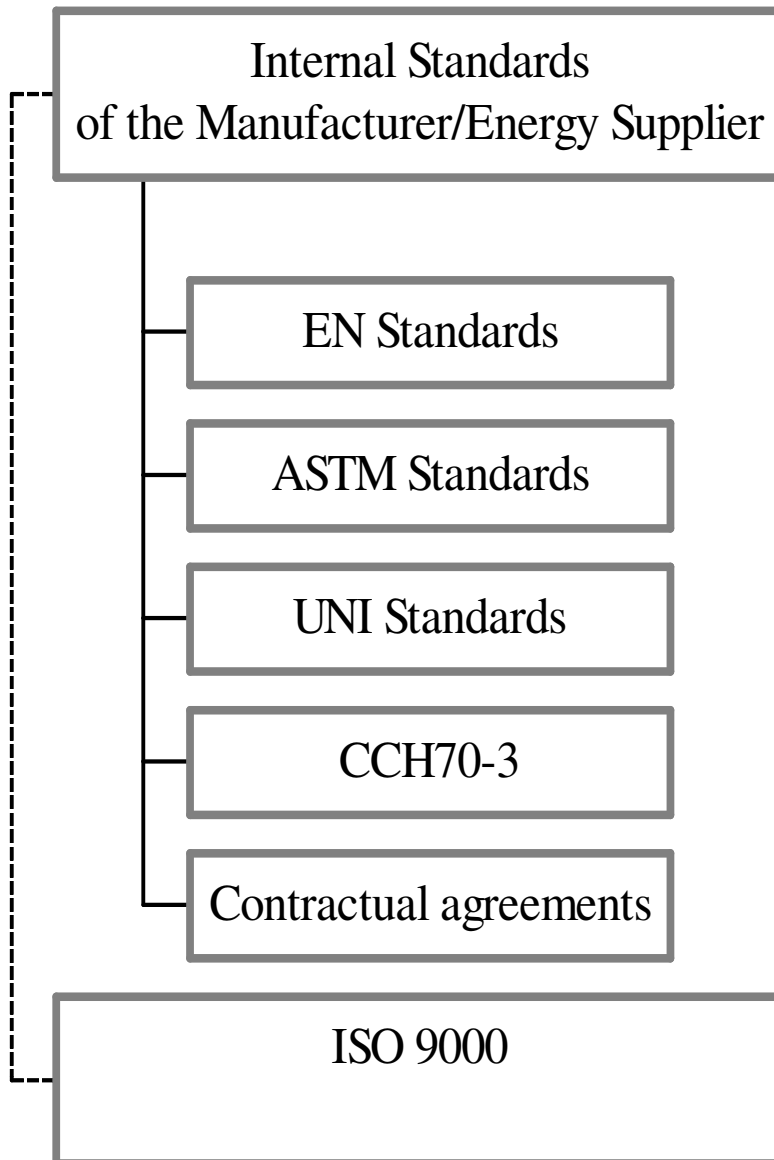 Internal Standards
of the Manufacturer/Energy Supplier
EN Standards
ASTM Standards
UNI Standards
CCH70-3
Contractual agreements
ISO 9000